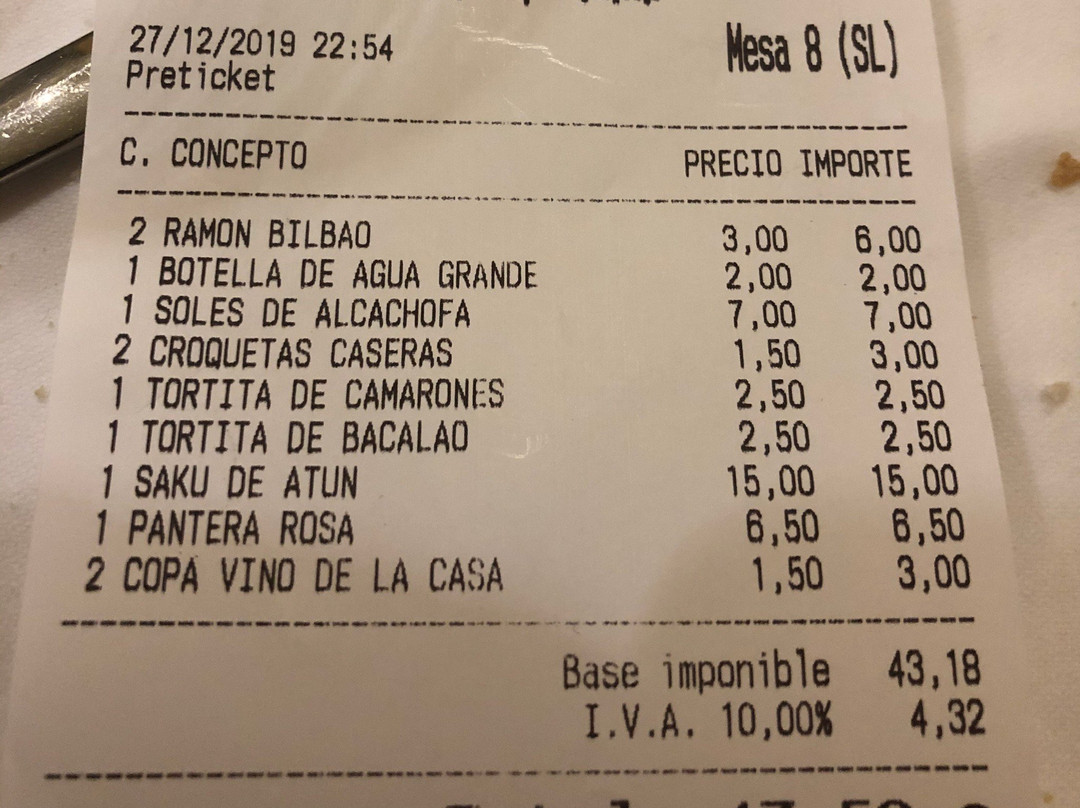 27/12/2019 22:54 Mesa 8 (SL)
Preticket
C. CONCEPTO PRECIO IMPORTE
2 RAMON BILBAO 3,00 6,00
1 BOTELLA DE AGUA GRANDE 2,00 2,00
1 SOLES DE ALCACHOFA 7,00 7,00
2 CROQUETAS CASERAS 1,50 3,00
1 TORTITA DE CAMARONES 2,50 2,50
1 TORTITA DE BACALAO 2,50 2,50
1 SAKU DE ATUN 15,00 15,00
1 PANTERA ROSA 6,50 6,50
2 COPA VINO DE LA CASA 1,50 3,00
Base imponible 43,18
I.V.A. 10,00% 4,32